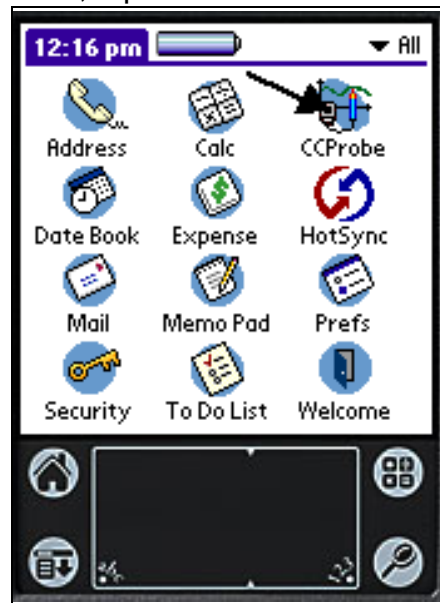 12:16 pm All
Address Calc CCProbe
Date Book Expense HotSync
Mail Memo Pad Prefs
Security To Do List Welcome